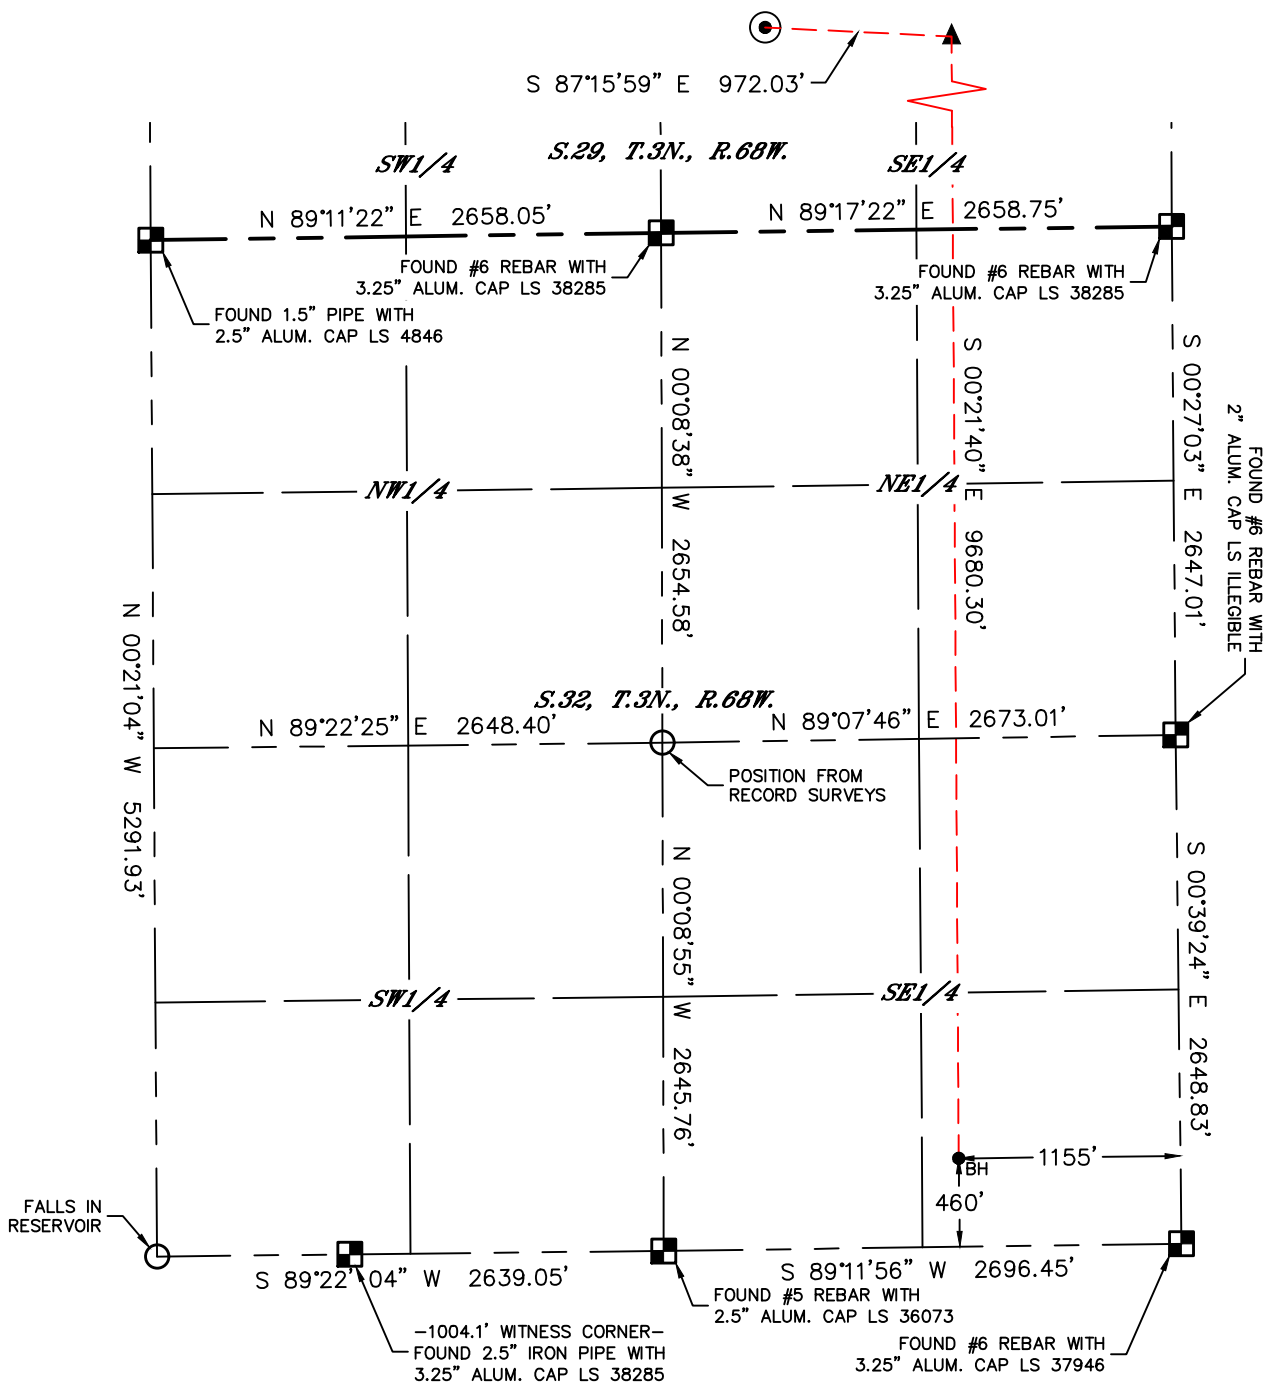 S 87°15'59" E 972.03'
SW1/4
S.29, T.3N., R.68W.
SE1/4
N 89°11'22" E 2658.05'
N 89°17'22" E 2658.75'
FOUND #6 REBAR WITH
3.25" ALUM. CAP LS 38285
FOUND #6 REBAR WITH
3.25" ALUM. CAP LS 38285
FOUND 1.5" PIPE WITH
2.5" ALUM. CAP LS 4846
N 00°08'38" W 2654.58'
S 00°21'40" E 9680.30'
S 00°27'03" E 2647.01'
FOUND #6 REBAR WITH
2" ALUM. CAP LS ILLEGIBLE
NW1/4
NE1/4
N 00°21'04" W 5291.93'
S.32, T.3N., R.68W.
N 89°22'25" E 2648.40'
N 89°07'46" E 2673.01'
POSITION FROM
RECORD SURVEYS
N 00°08'55" W 2645.76'
S 00°39'24" E 2648.83'
SW1/4
SE1/4
1155'
BH
460'
FALLS IN
RESERVOIR
S 89°22'04" W 2639.05'
S 89°11'56" W 2696.45'
FOUND #5 REBAR WITH
2.5" ALUM. CAP LS 36073
-1004.1' WITNESS CORNER-
FOUND 2.5" IRON PIPE WITH
3.25" ALUM. CAP LS 38285
FOUND #6 REBAR WITH
3.25" ALUM. CAP LS 37946